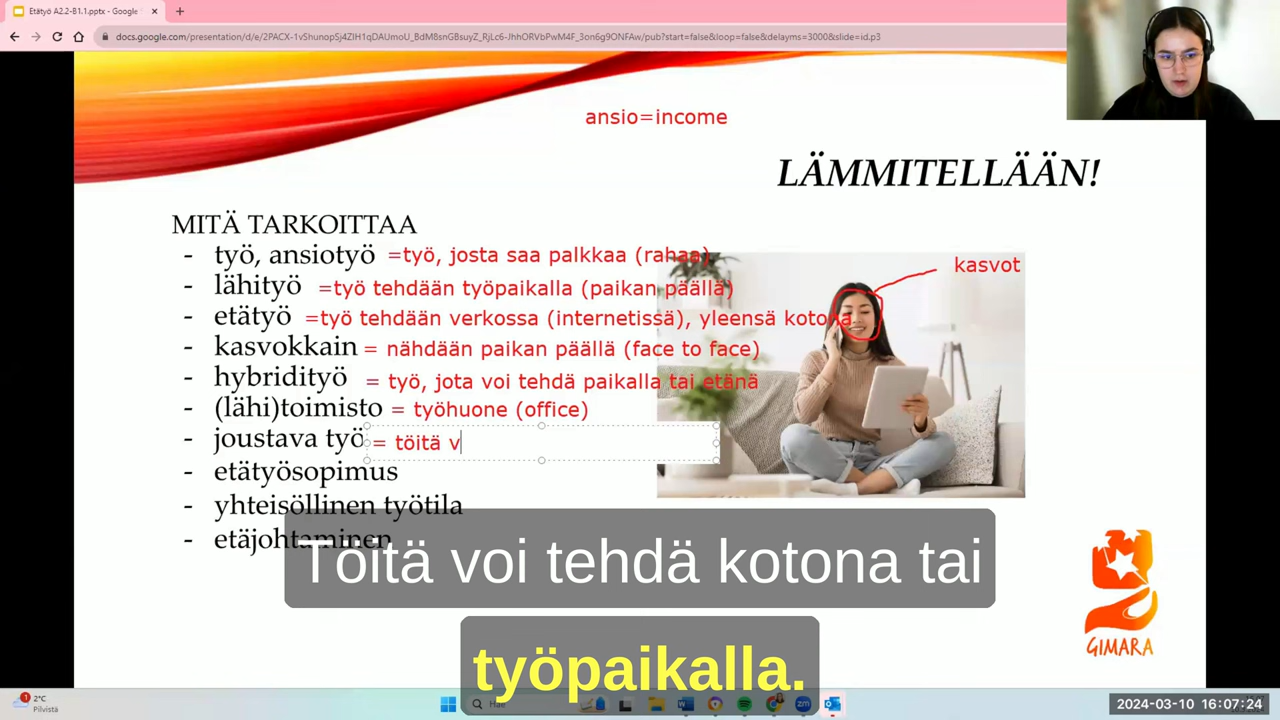 Etätyö A2.2-B1.1.pptx - Google
docs.google.com/presentation/d/e/2PACX-1vShunopSj4ZIH1qDAUmoU_BdM8snGBsuyZ_RjLc6-JhhORVbPwM4F_3on6g9ONFAw/pub?start=false&loop=false&delayms=3000&slide=id.p3
ansio=income
LÄMMITELLÄÄN!
MITÄ TARKOITTAA
- työ, ansiotyö =työ, josta saa palkkaa (rahaa)
kasvot
- lähityö =työ tehdään työpaikalla (paikan päällä)
- etätyö =työ tehdään verkossa (internetissä), yleensä kotona
- kasvokkain = nähdään paikan päällä (face to face)
- hybridityö = työ, jota voi tehdä paikalla tai etänä
- (lähi)toimisto = työhuone (office)
- joustava työ = töitä v
- etätyösopimus
- yhteisöllinen työtila
- etäjohtaminen
Töitä voi tehdä kotona tai
työpaikalla.
GIMARA
1
2°C
Pilvistä
Hae
zm
2024-03-10 16:07:24